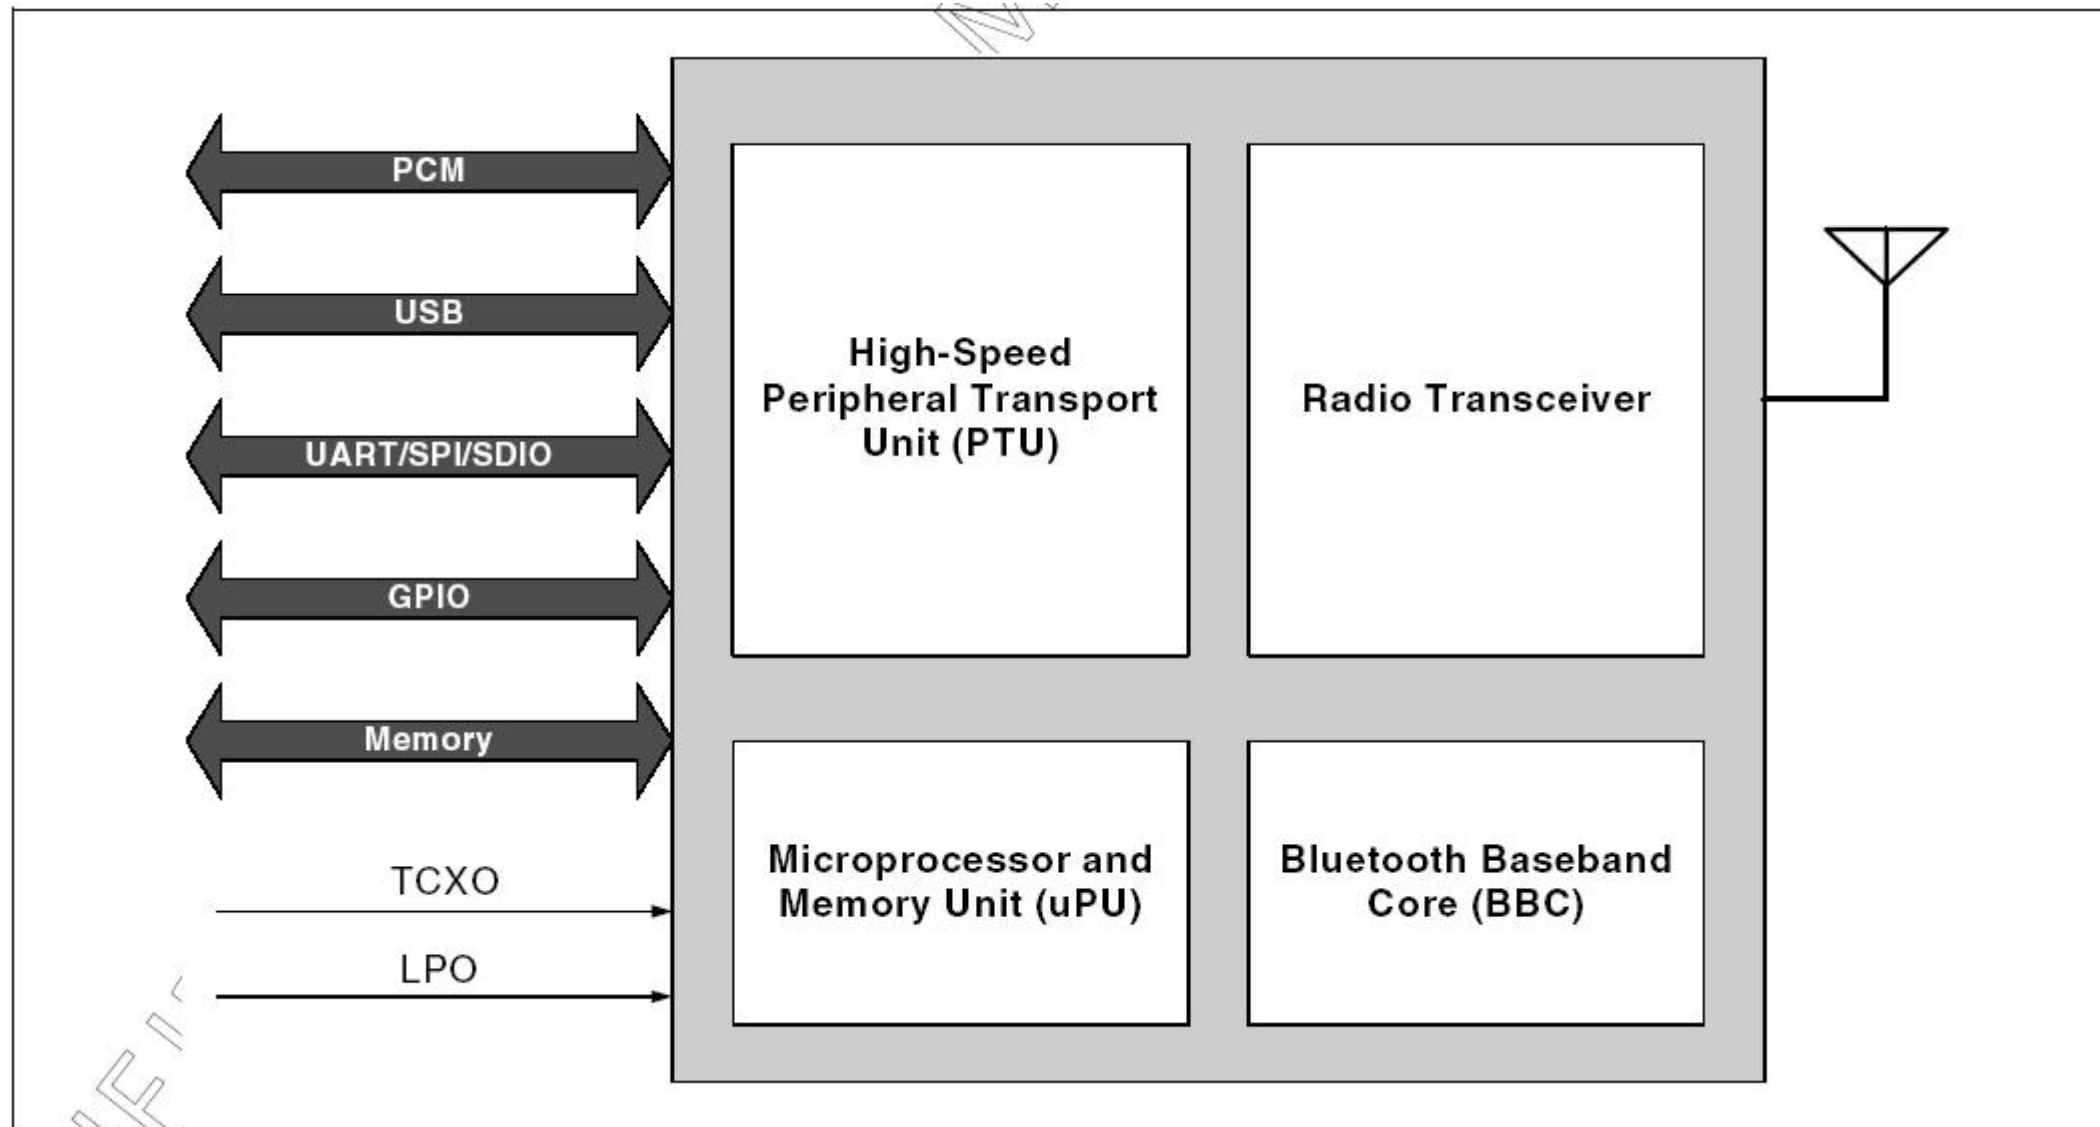 PCM
USB
UART/SPI/SDIO
GPIO
Memory
TCXO
LPO
High-Speed
Peripheral Transport
Unit (PTU)
Radio Transceiver
Microprocessor and
Memory Unit (uPU)
Bluetooth Baseband
Core (BBC)